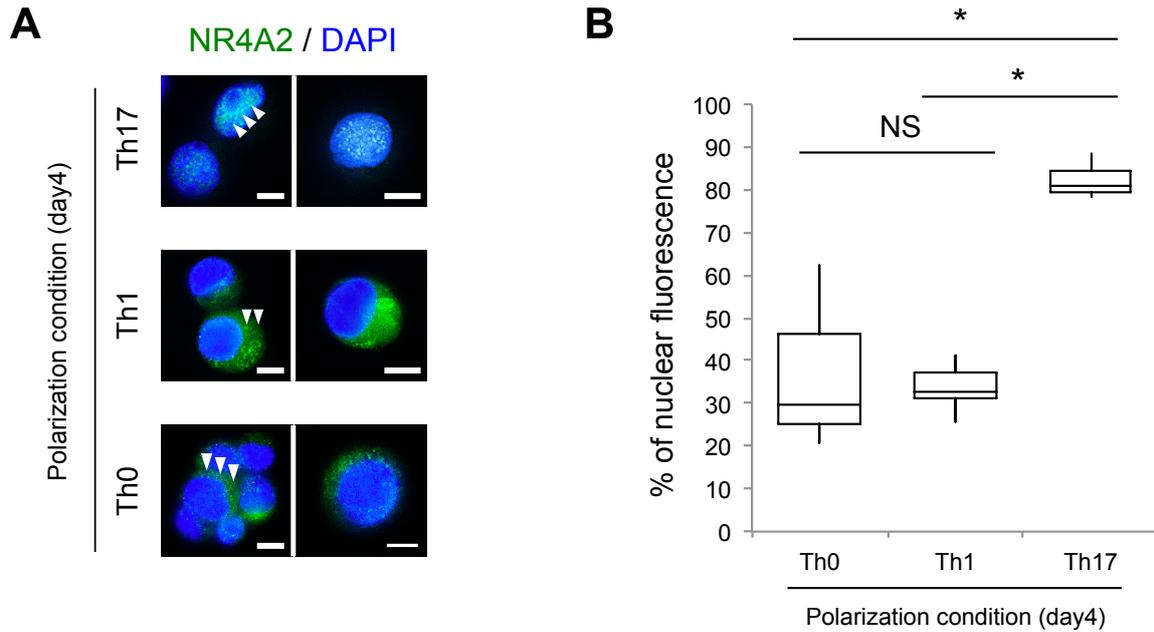 A
NR4A2 / DAPI
Polarization condition (day4)
Th17
Th1
Th0
B
*
*
NS
% of nuclear fluorescence
100
90
80
70
60
50
40
30
20
10
0
Th0 Th1 Th17
Polarization condition (day4)